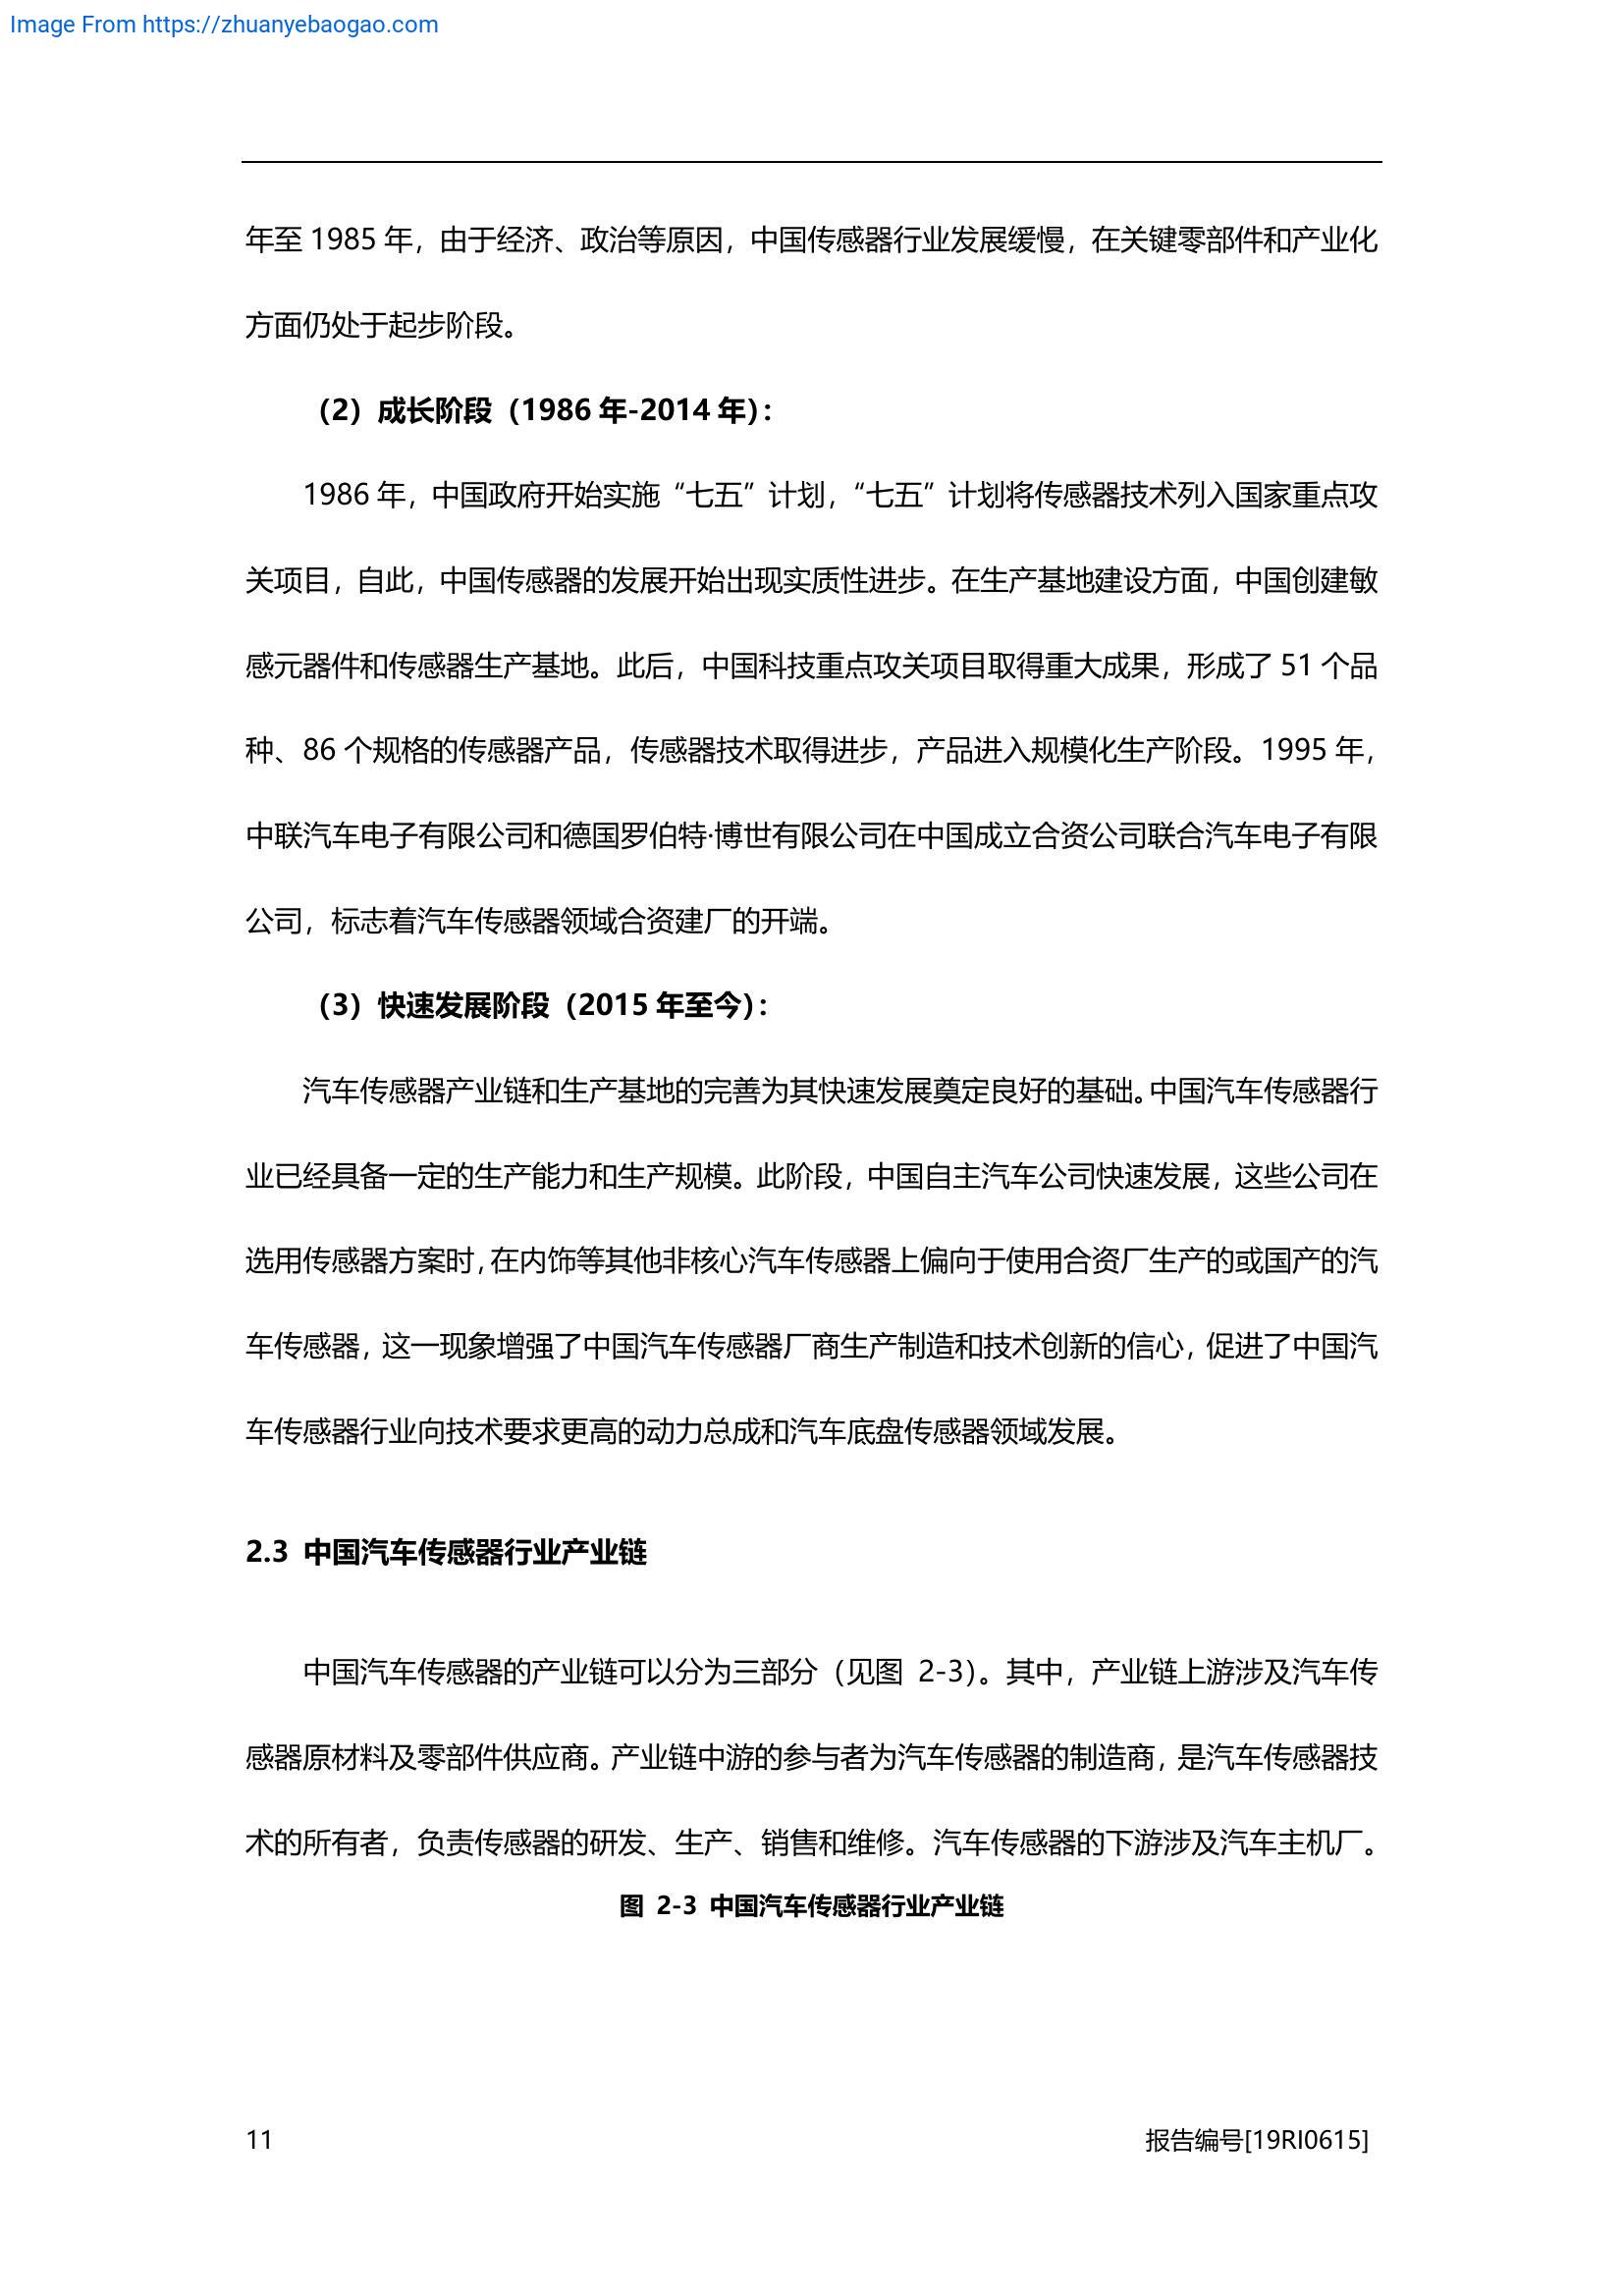 Image From https://zhuanyebaogao.com
年至 1985 年，由于经济、政治等原因，中国传感器行业发展缓慢，在关键零部件和产业化
方面仍处于起步阶段。
（2）成长阶段（1986 年-2014 年）：
1986 年，中国政府开始实施“七五”计划，“七五”计划将传感器技术列入国家重点攻
关项目，自此，中国传感器的发展开始出现实质性进步。在生产基地建设方面，中国创建敏
感元器件和传感器生产基地。此后，中国科技重点攻关项目取得重大成果，形成了 51 个品
种、86 个规格的传感器产品，传感器技术取得进步，产品进入规模化生产阶段。1995 年，
中联汽车电子有限公司和德国罗伯特·博世有限公司在中国成立合资公司联合汽车电子有限
公司，标志着汽车传感器领域合资建厂的开端。
（3）快速发展阶段（2015 年至今）：
汽车传感器产业链和生产基地的完善为其快速发展奠定良好的基础。中国汽车传感器行
业已经具备一定的生产能力和生产规模。此阶段，中国自主汽车公司快速发展，这些公司在
选用传感器方案时，在内饰等其他非核心汽车传感器上偏向于使用合资厂生产的或国产的汽
车传感器，这一现象增强了中国汽车传感器厂商生产制造和技术创新的信心，促进了中国汽
车传感器行业向技术要求更高的动力总成和汽车底盘传感器领域发展。
2.3 中国汽车传感器行业产业链
中国汽车传感器的产业链可以分为三部分（见图 2-3）。其中，产业链上游涉及汽车传
感器原材料及零部件供应商。产业链中游的参与者为汽车传感器的制造商，是汽车传感器技
术的所有者，负责传感器的研发、生产、销售和维修。汽车传感器的下游涉及汽车主机厂。
图 2-3 中国汽车传感器行业产业链
11 报告编号[19RI0615]